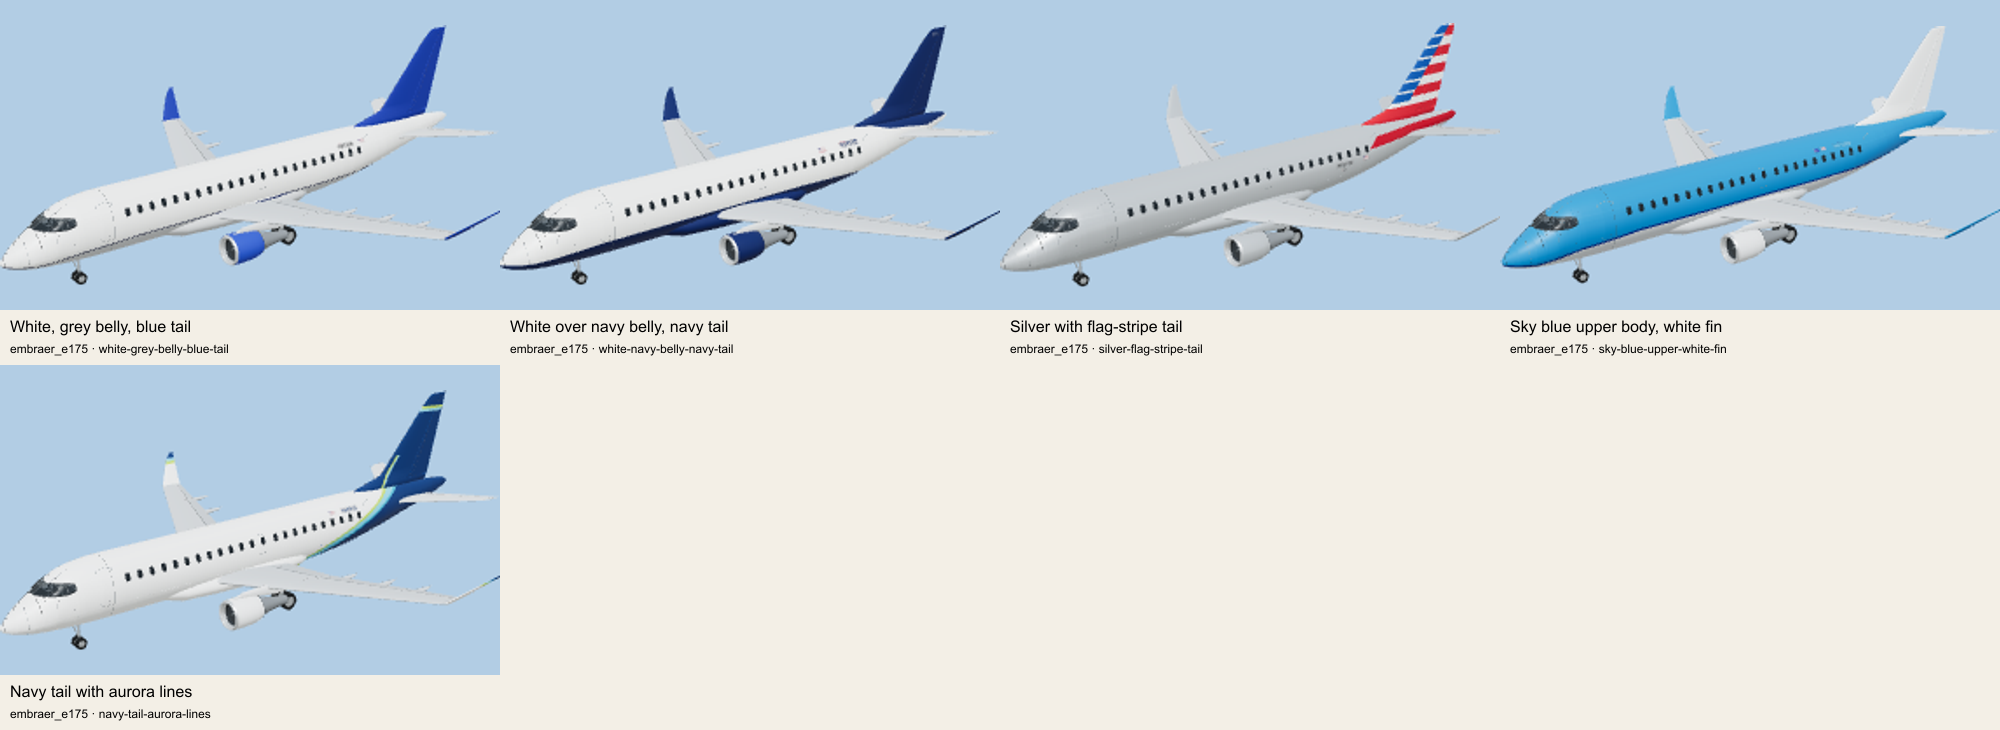 White, grey belly, blue tail
embraer_e175 · white-grey-belly-blue-tail
White over navy belly, navy tail
embraer_e175 · white-navy-belly-navy-tail
Silver with flag-stripe tail
embraer_e175 · silver-flag-stripe-tail
Sky blue upper body, white fin
embraer_e175 · sky-blue-upper-white-fin
Navy tail with aurora lines
embraer_e175 · navy-tail-aurora-lines